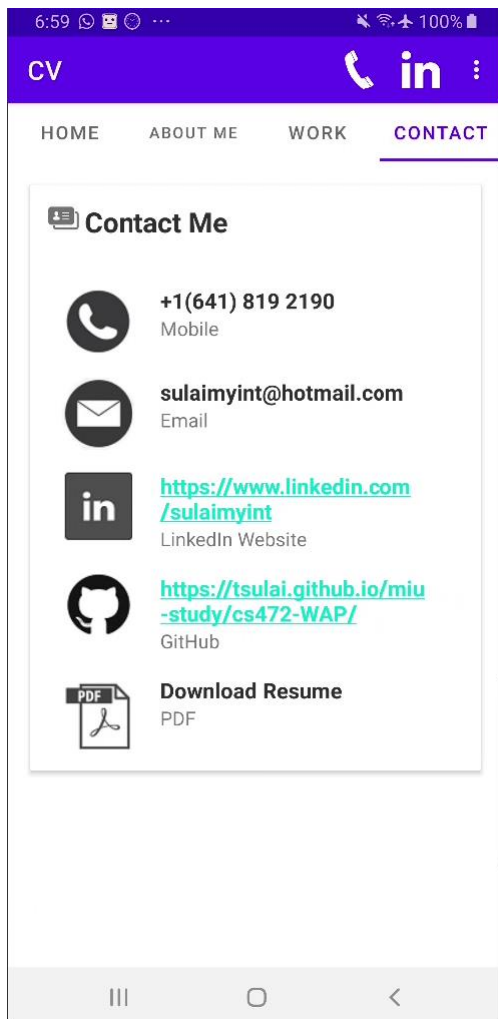 6:59
100%
CV
in
HOME ABOUT ME WORK CONTACT
Contact Me
+1(641) 819 2190
Mobile
sulaimyint@hotmail.com
Email
in
https://www.linkedin.com
/sulaimyint
LinkedIn Website
https://tsulai.github.io/miu
-study/cs472-WAP/
GitHub
PDF
Download Resume
PDF